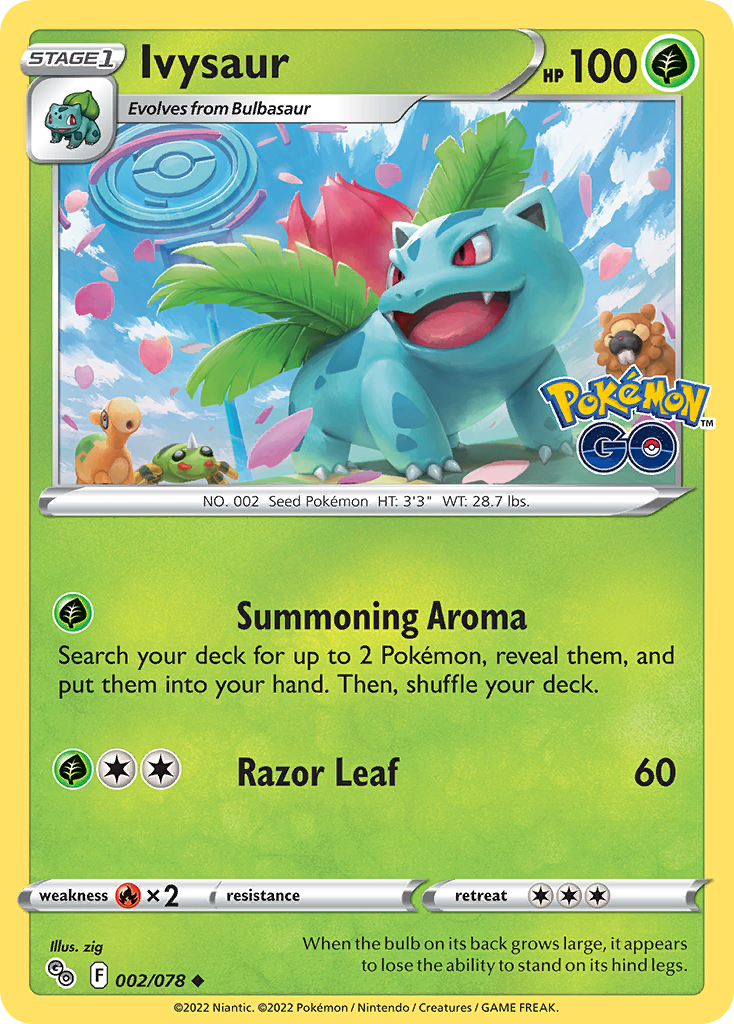 STAGE 1
Ivysaur
HP 100
Evolves from Bulbasaur
Pokémon
GO
TM
NO. 002 Seed Pokémon HT: 3'3" WT: 28.7 lbs.
Summoning Aroma
Search your deck for up to 2 Pokémon, reveal them, and
put them into your hand. Then, shuffle your deck.
Razor Leaf 60
weakness ×2 resistance retreat
Illus. zig
When the bulb on its back grows large, it appears
to lose the ability to stand on its hind legs.
GO F 002/078
©2022 Niantic. ©2022 Pokémon / Nintendo / Creatures / GAME FREAK.